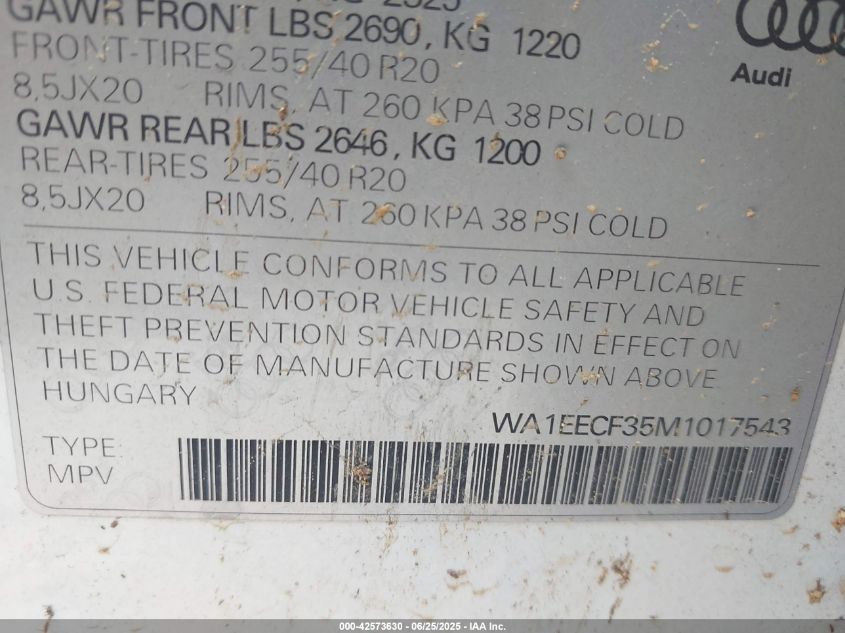 GAWR FRONT LBS 2690, KG 1220
FRONT-TIRES 255/40 R20
8,5JX20 RIMS, AT 260 KPA 38 PSI COLD
GAWR REAR LBS 2646, KG 1200
REAR-TIRES 255/40 R20
8,5JX20 RIMS, AT 260 KPA 38 PSI COLD
Audi
THIS VEHICLE CONFORMS TO ALL APPLICABLE
U.S. FEDERAL MOTOR VEHICLE SAFETY AND
THEFT PREVENTION STANDARDS IN EFFECT ON
THE DATE OF MANUFACTURE SHOWN ABOVE.
HUNGARY
WA1EECF35M1017543
TYPE:
MPV
000-42573630 - 06/25/2025 - IAA Inc.